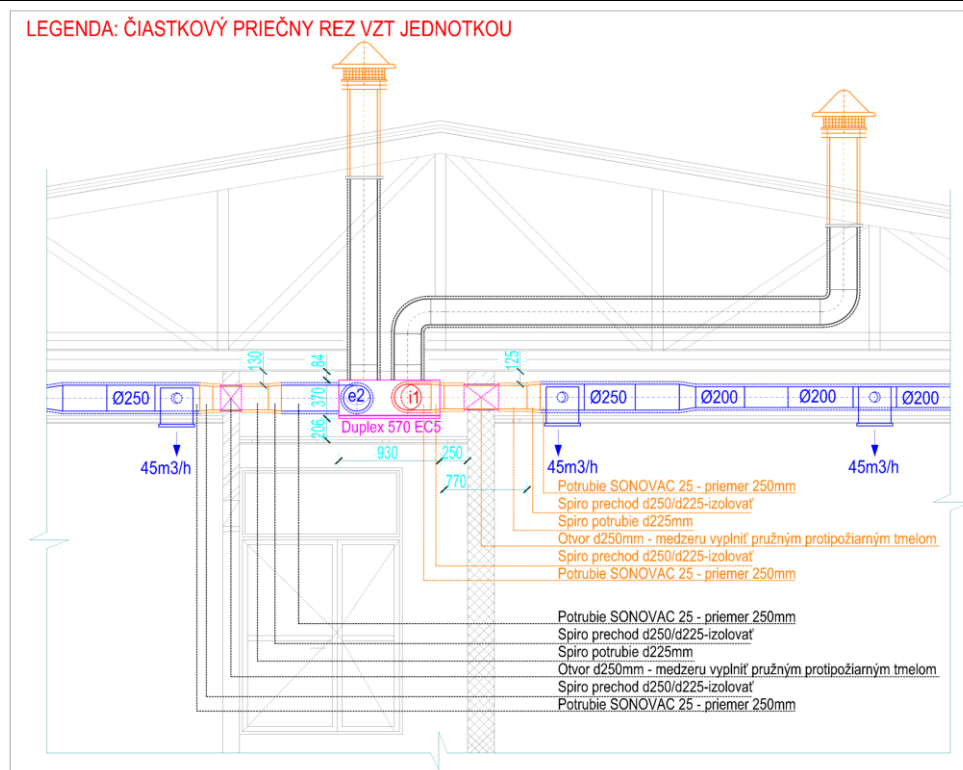 LEGENDA: ČIASTKOVÝ PRIEČNY REZ VZT JEDNOTKOU
130
84
125
Ø250
370
e2
i1
Ø250
Ø200
Ø200
Ø200
206
Duplex 570 EC5
45m3/h
930
250
45m3/h
45m3/h
770
Potrubie SONOVAC 25 - priemer 250mm
Spiro prechod d250/d225-izolovať
Spiro potrubie d225mm
Otvor d250mm - medzeru vyplniť pružným protipožiarným tmelom
Spiro prechod d250/d225-izolovať
Potrubie SONOVAC 25 - priemer 250mm
Potrubie SONOVAC 25 - priemer 250mm
Spiro prechod d250/d225-izolovať
Spiro potrubie d225mm
Otvor d250mm - medzeru vyplniť pružným protipožiarným tmelom
Spiro prechod d250/d225-izolovať
Potrubie SONOVAC 25 - priemer 250mm